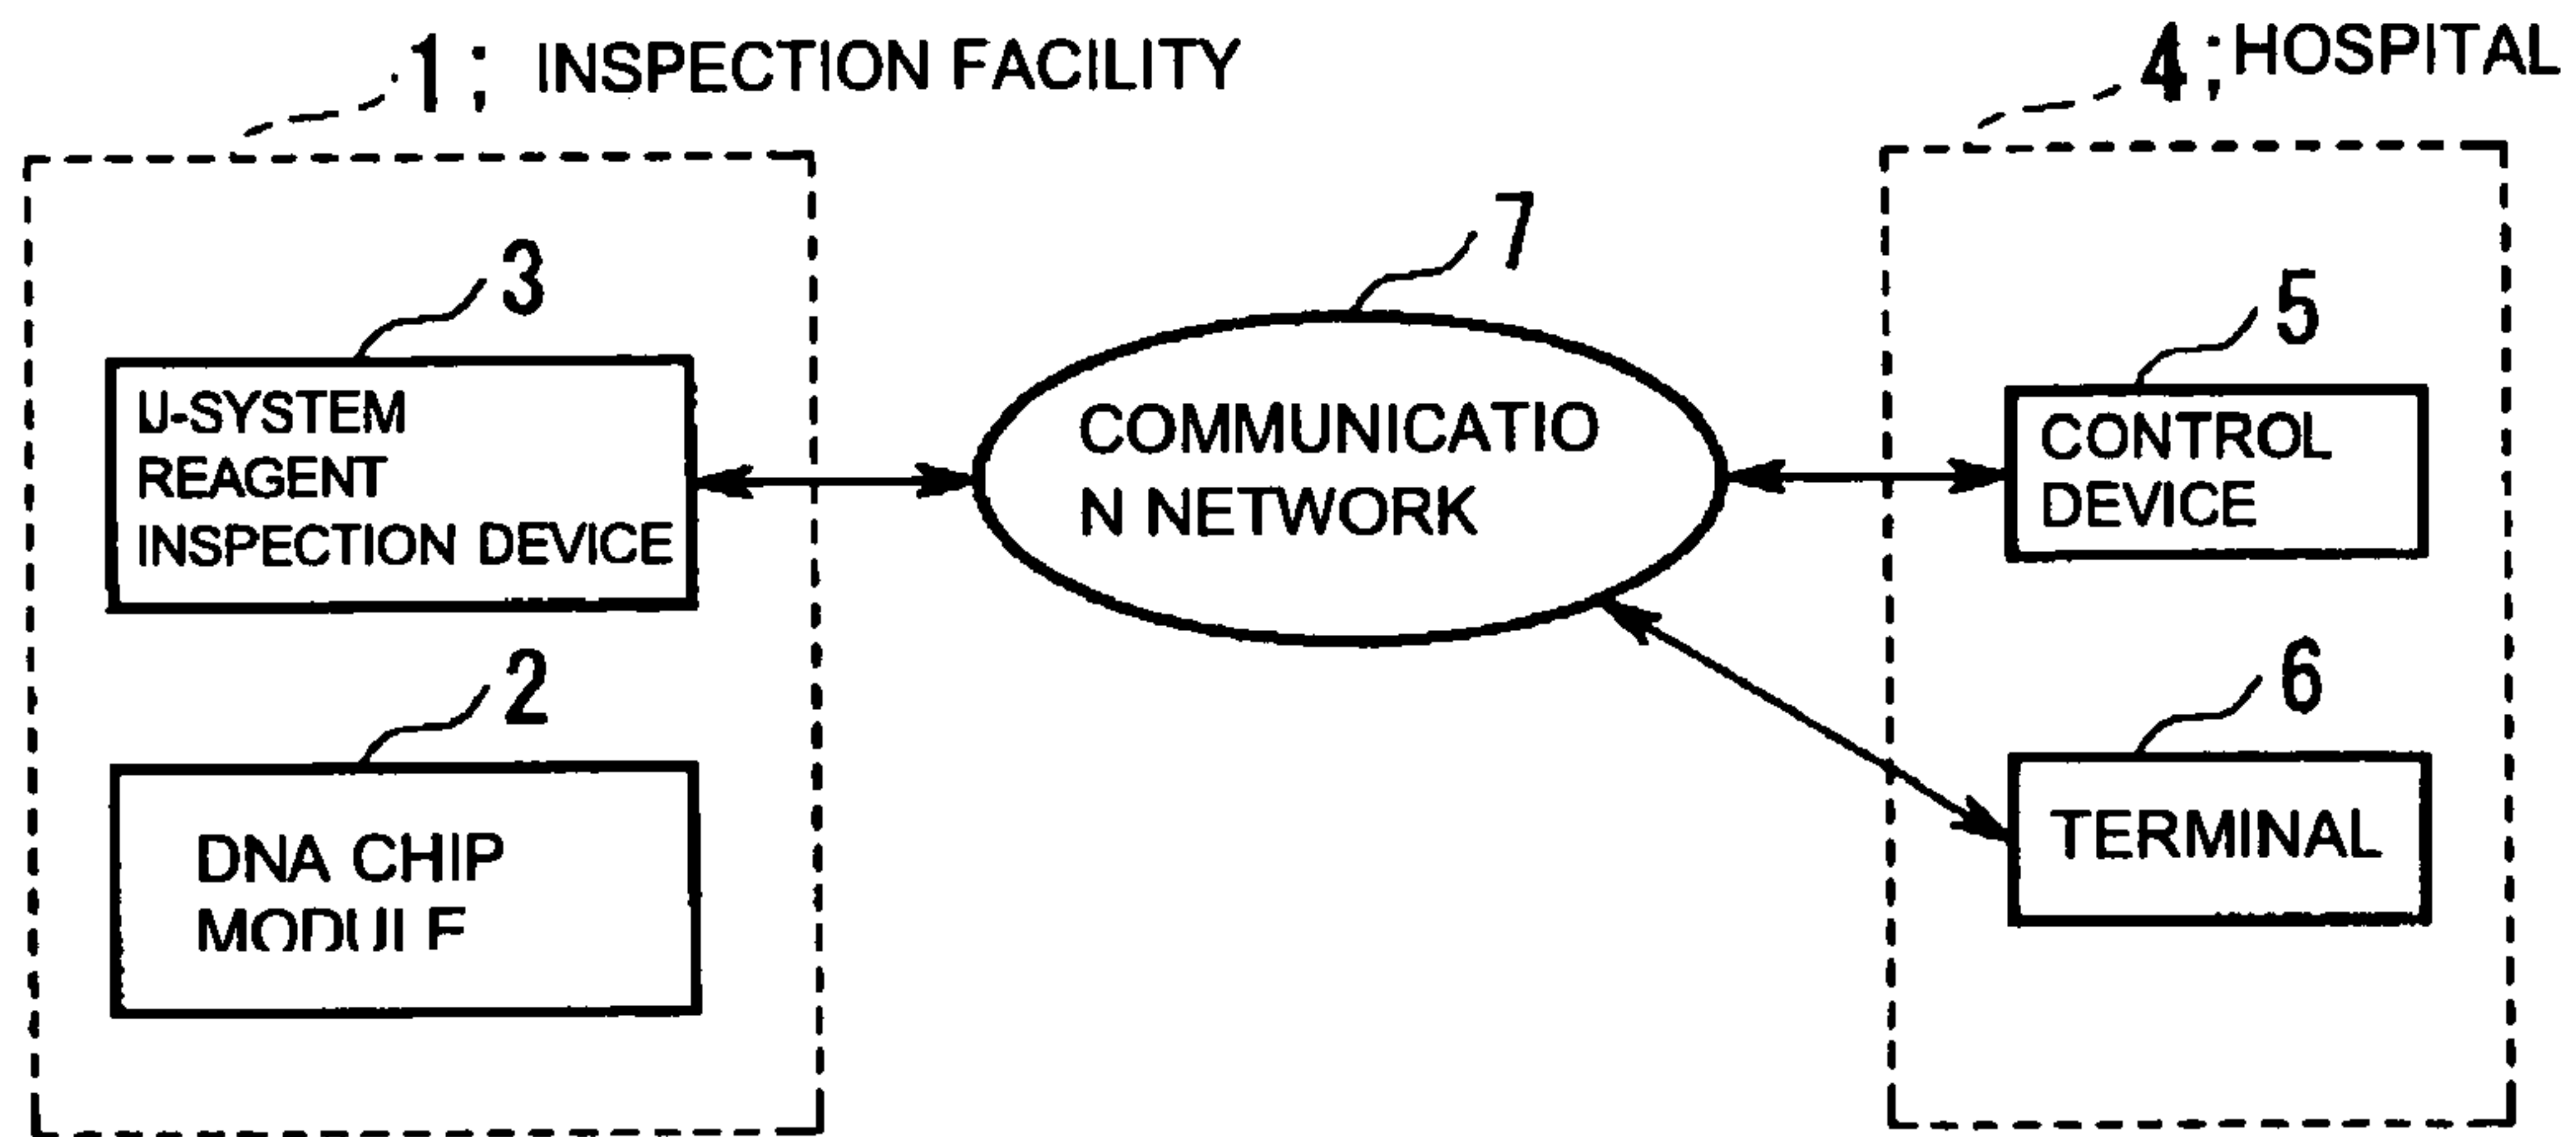 1; INSPECTION FACILITY
4; HOSPITAL
3
IJ-SYSTEM
REAGENT
INSPECTION DEVICE
2
DNA CHIP
MODULE
7
COMMUNICATIO
N NETWORK
5
CONTROL
DEVICE
6
TERMINAL